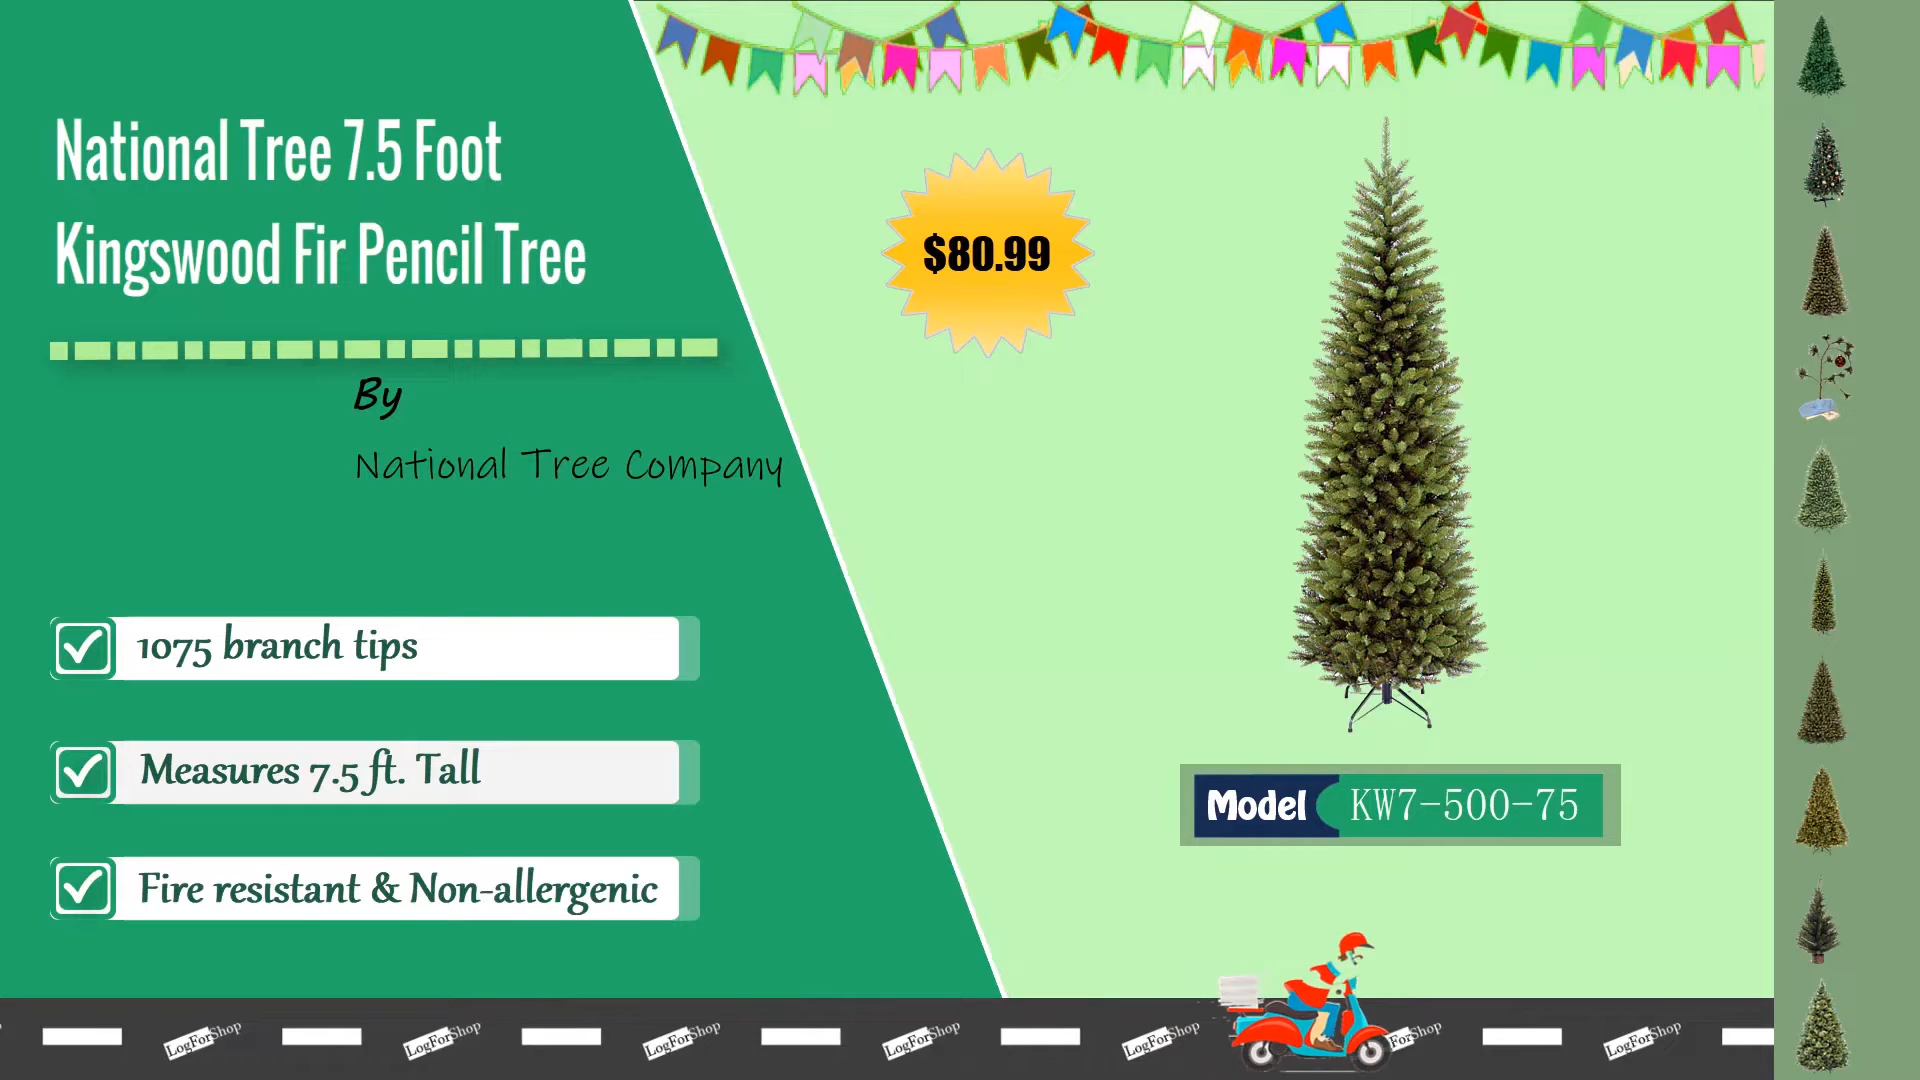 National Tree 7.5 Foot
Kingswood Fir Pencil Tree
By
National Tree Company
$80.99
1075 branch tips
Measures 7.5 ft. Tall
Fire resistant & Non-allergenic
Model KW7-500-75
LogForShop LogForShop LogForShop LogForShop LogForShop ForShop LogForShop